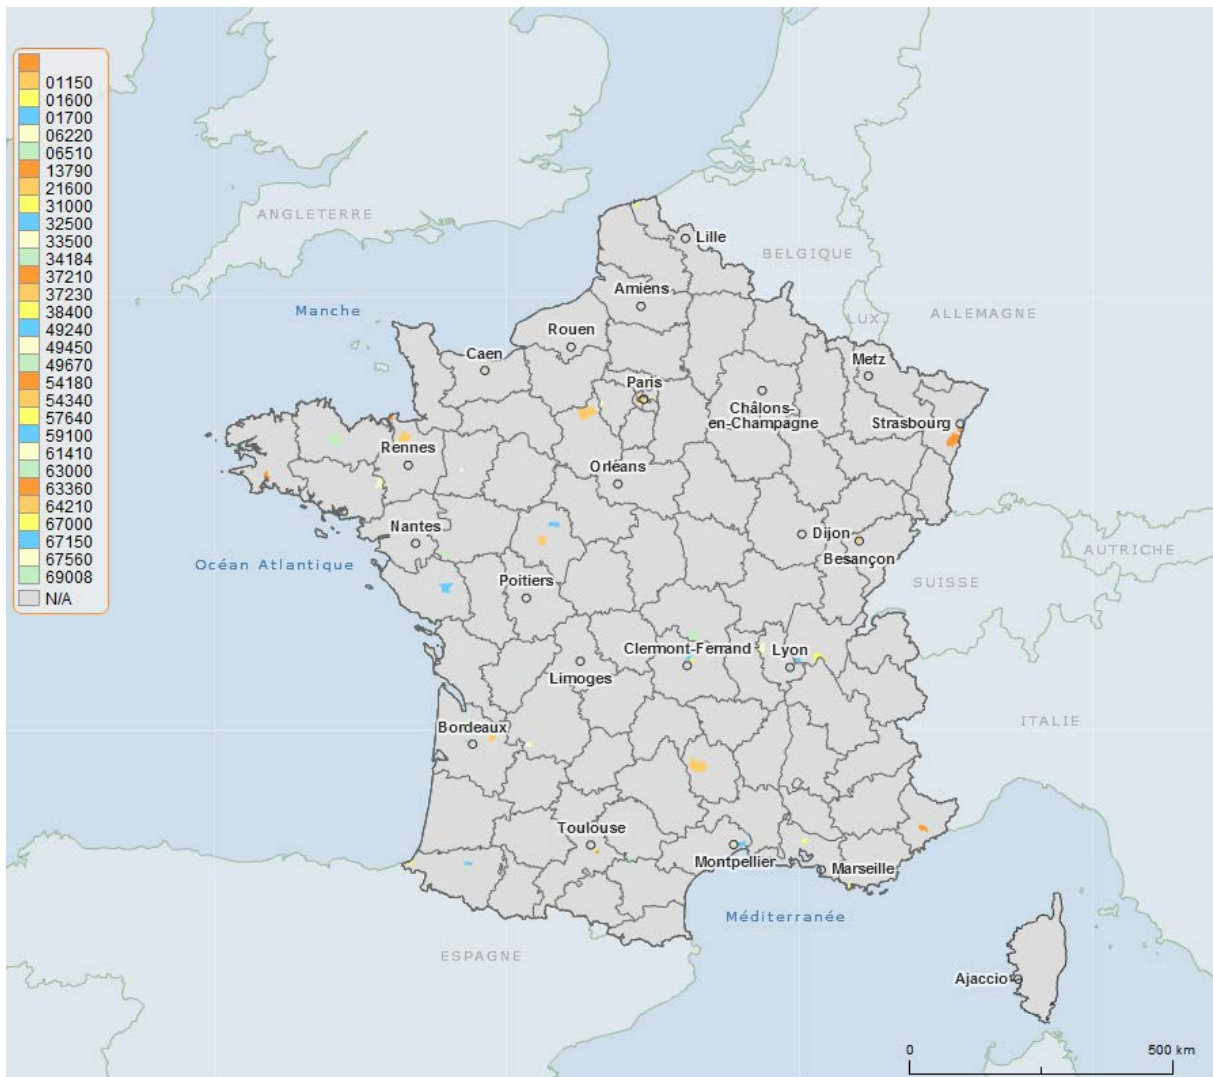 01150
01600
01700
06220
06510
13790
21600
31000
32500
33500
34184
37210
37230
38400
49240
49450
49670
54180
54340
57640
59100
61410
63000
63360
64210
67000
67150
67560
69008
N/A
ANGLETERRE
Lille
BELGIQUE
Amiens
Manche
LUX.
ALLEMAGNE
Rouen
Caen
Metz
Paris
Châlons-
en-Champagne
Strasbourg
Rennes
Orléans
Nantes
Dijon
Besançon
AUTRICHE
Océan Atlantique
Poitiers
SUISSE
Clermont-Ferrand
Lyon
Limoges
ITALIE
Bordeaux
Toulouse
Montpellier
Marseille
Méditerranée
ESPAGNE
Ajaccio
0
500 km